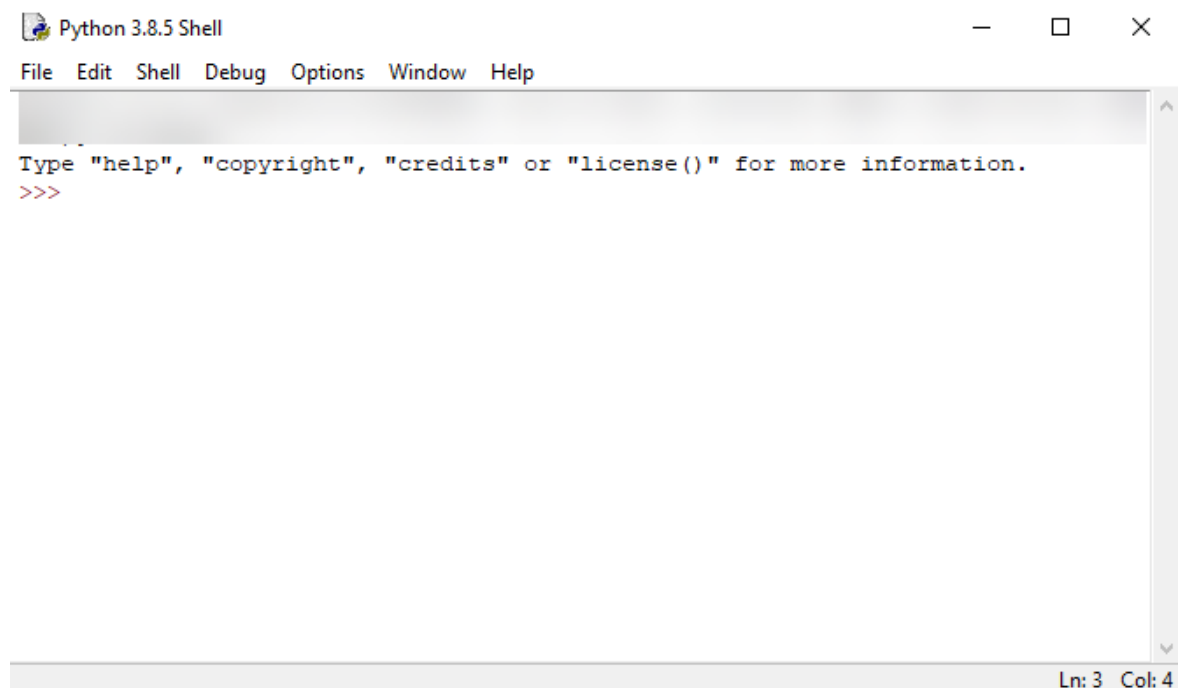 Python 3.8.5 Shell
File Edit Shell Debug Options Window Help
Type "help", "copyright", "credits" or "license()" for more information.
>>>
Ln: 3 Col: 4